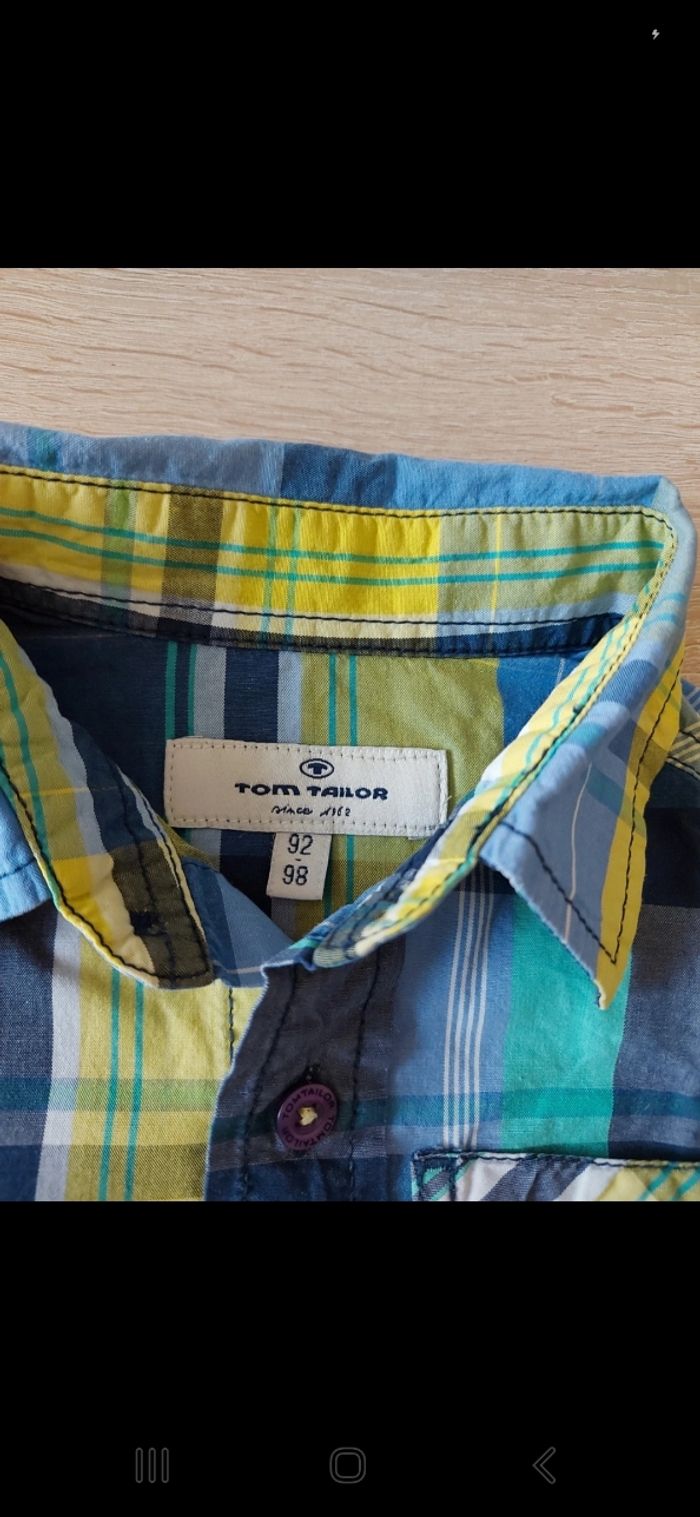 TOM TAILOR
since 1962
92
-
98
TOM TAILOR TOM TAILOR